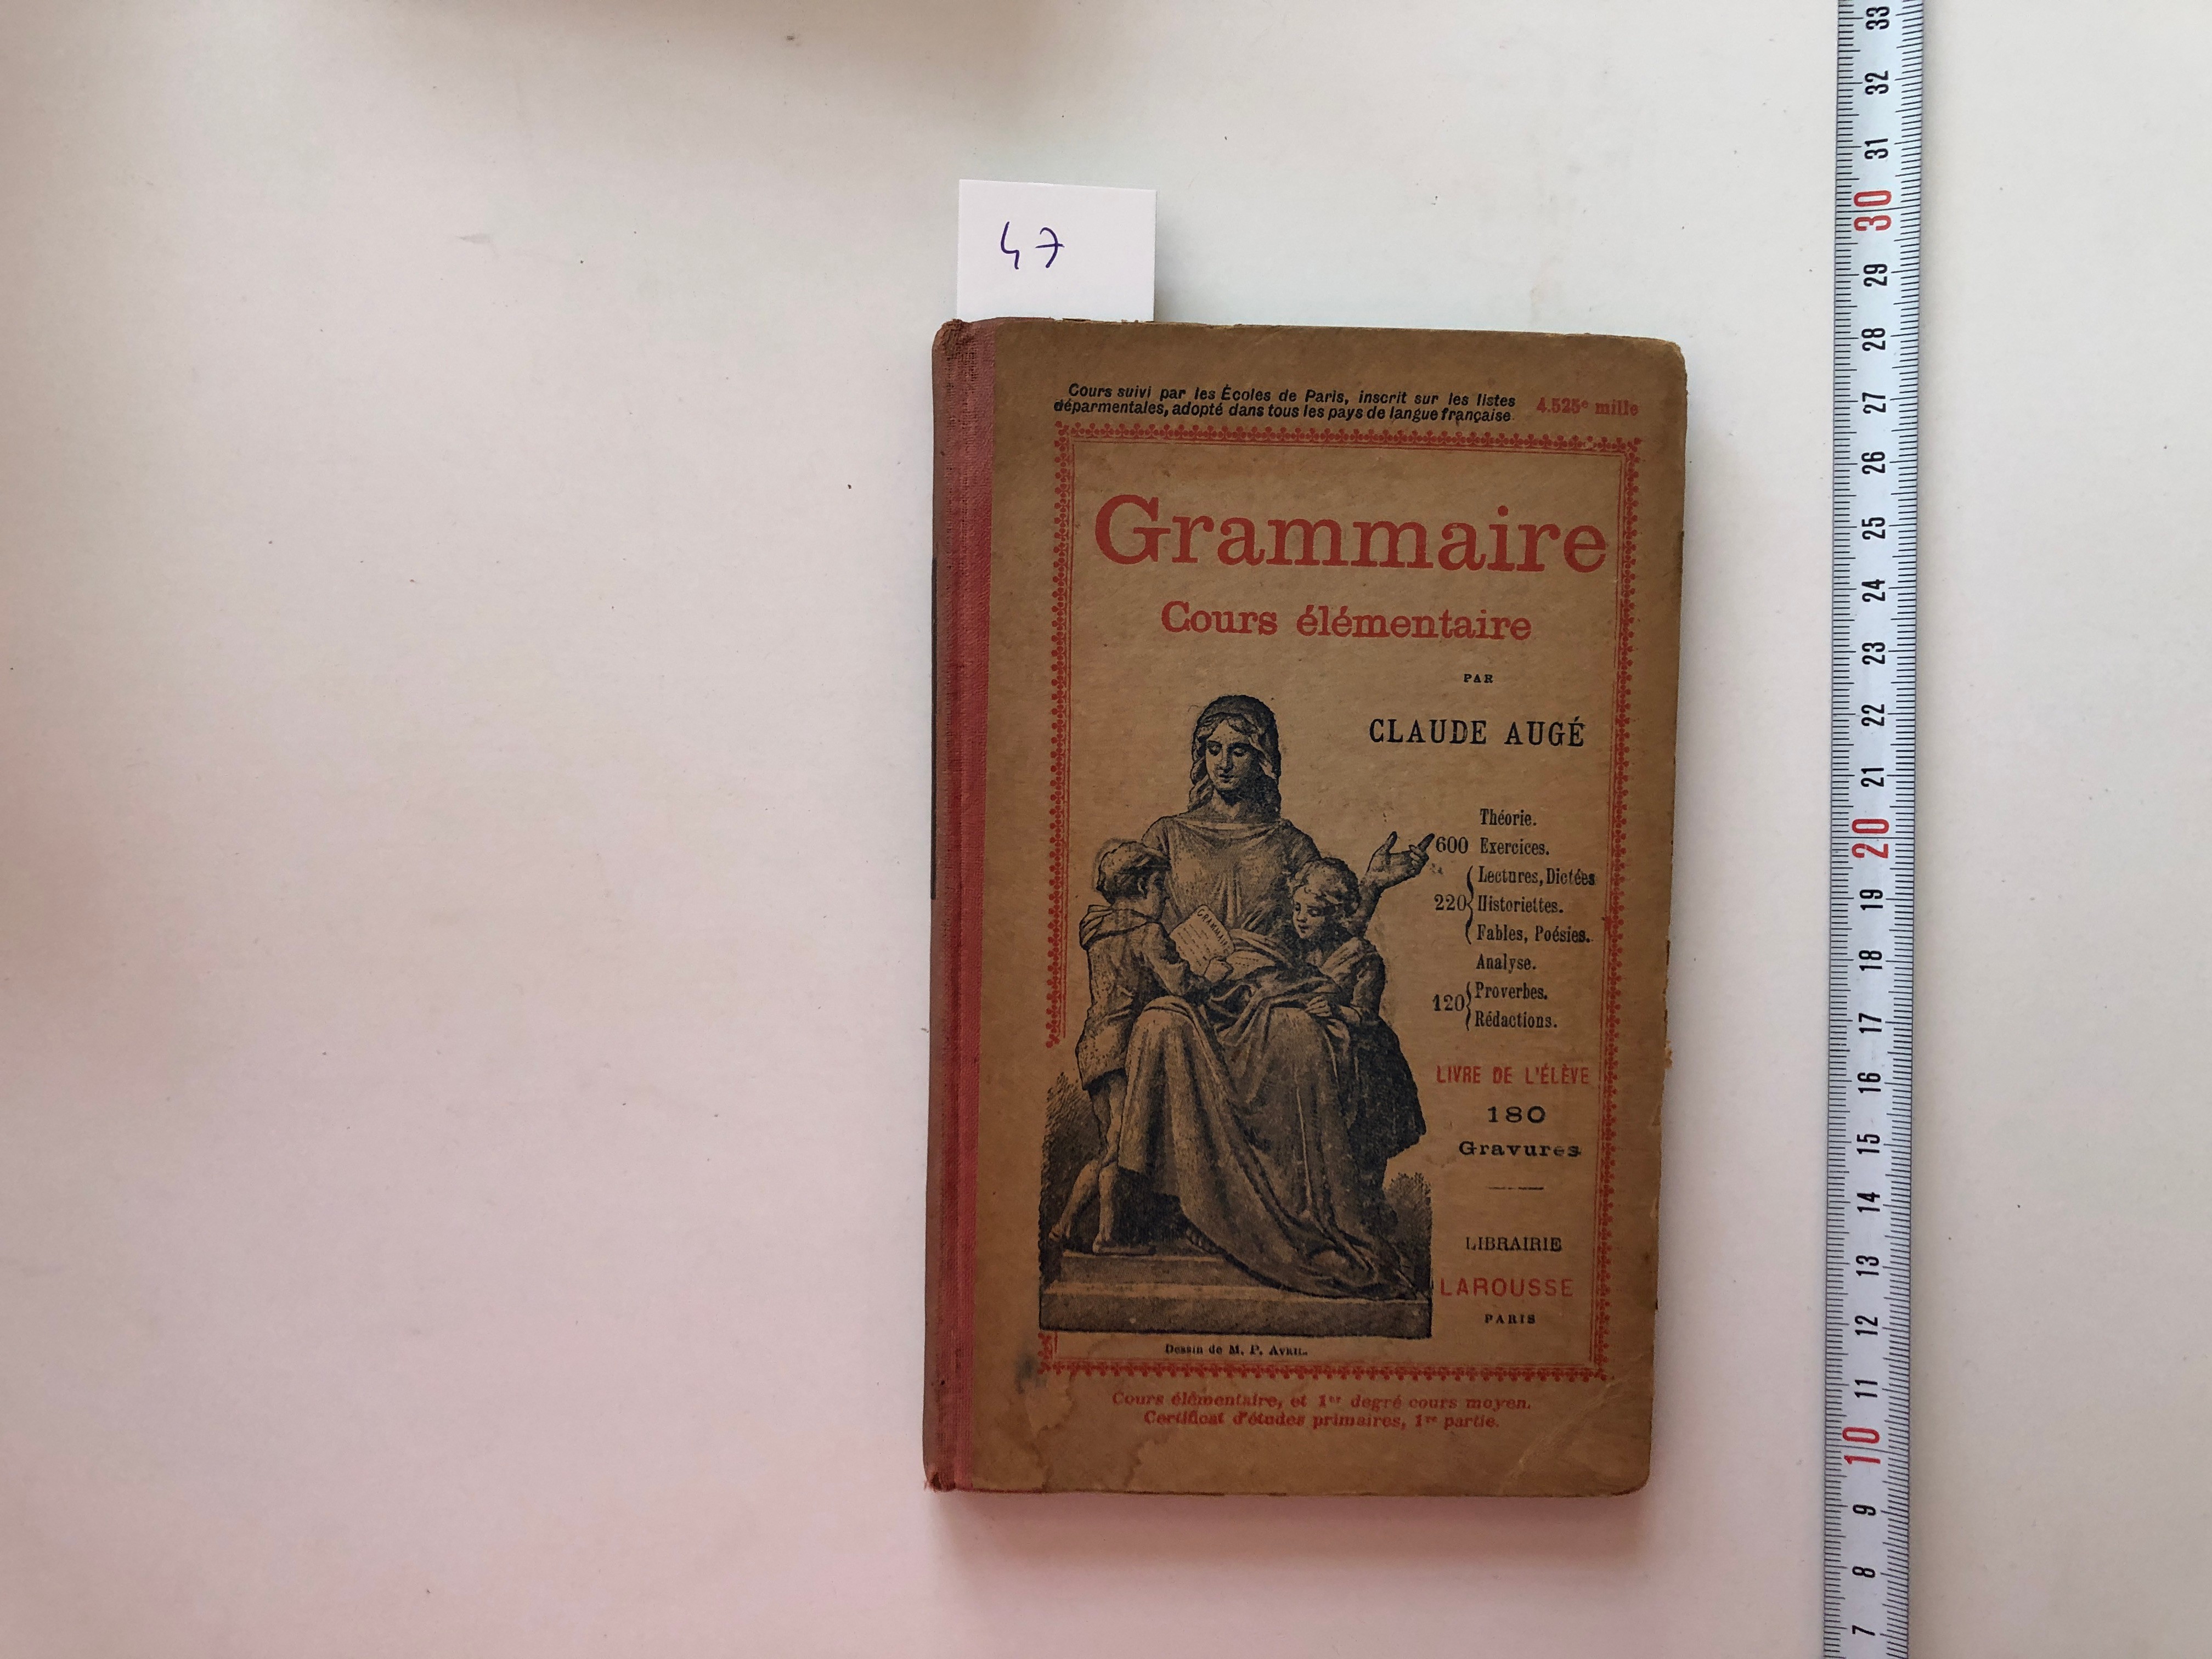 47
Cours suivi par les Écoles de Paris, inscrit sur les listes
déparmentales, adopté dans tous les pays de langue française
4.525e mille
Grammaire
Cours élémentaire
PAR
CLAUDE AUGÉ
Théorie.
600 Exercices.
Lectures, Dictées
220 Historiettes.
Fables, Poésies.
Analyse.
120 Proverbes.
Rédactions.
GRAMMAIRE
LIVRE DE L'ÉLÈVE
180
Gravures
LIBRAIRIE
LAROUSSE
PARIS
Dessin de M. P. AVRIL.
Cours élémentaire, et 1er degré cours moyen.
Certificat d'études primaires, 1re partie.
33
32
31
30
29
28
27
26
25
24
23
22
21
20
19
18
17
16
15
14
13
12
11
10
9
8
7